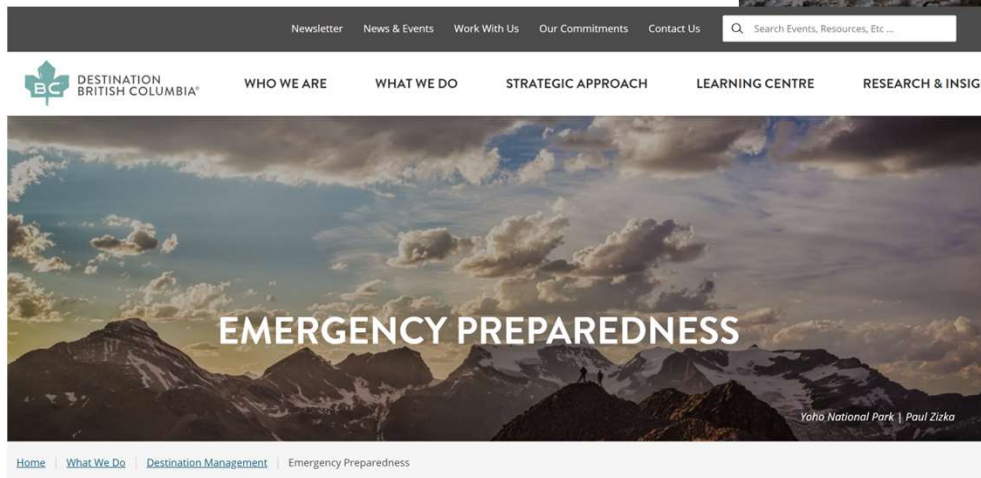 Newsletter News & Events Work With Us Our Commitments Contact Us Search Events, Resources, Etc ...
BC
DESTINATION
BRITISH COLUMBIA®
WHO WE ARE WHAT WE DO STRATEGIC APPROACH LEARNING CENTRE RESEARCH & INSIG
EMERGENCY PREPAREDNESS
Yoho National Park | Paul Zizka
Home | What We Do | Destination Management | Emergency Preparedness